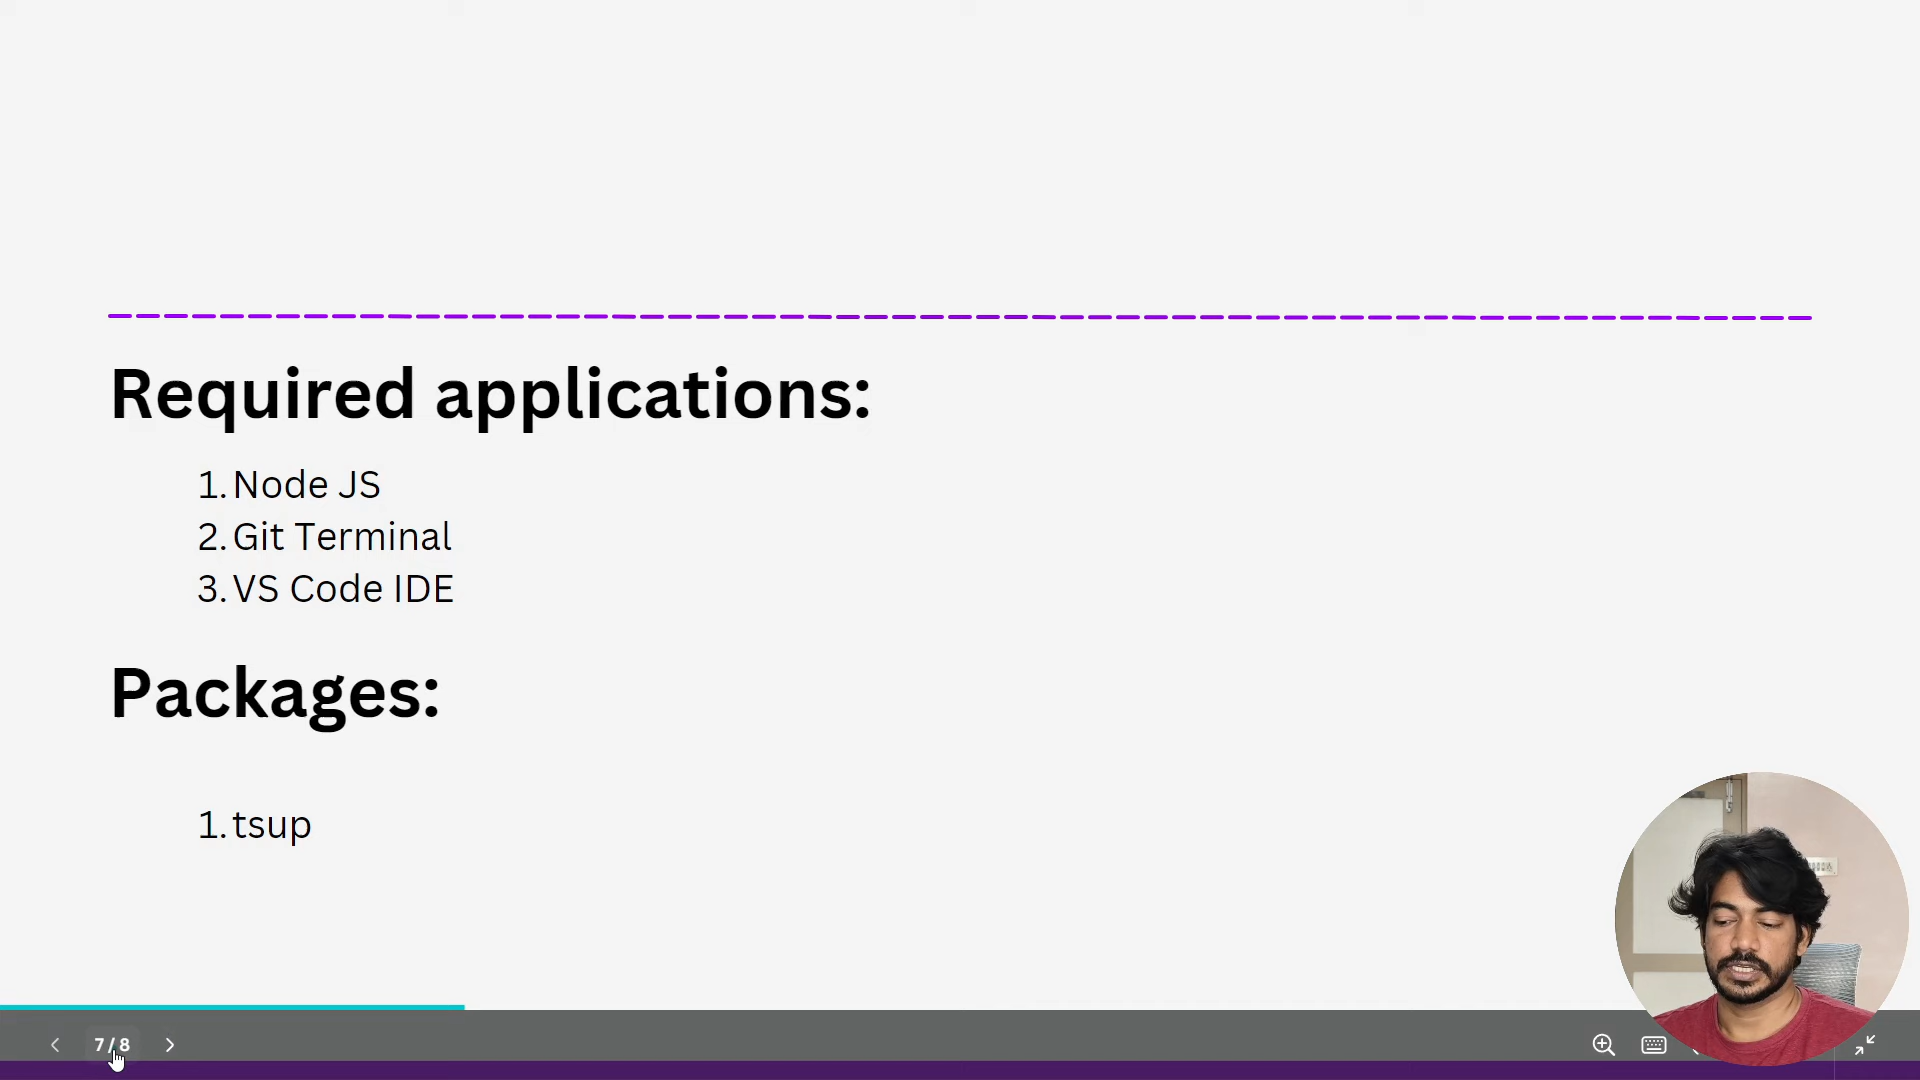 Required applications:
1. Node JS
2. Git Terminal
3. VS Code IDE
Packages:
1. tsup
7 / 8